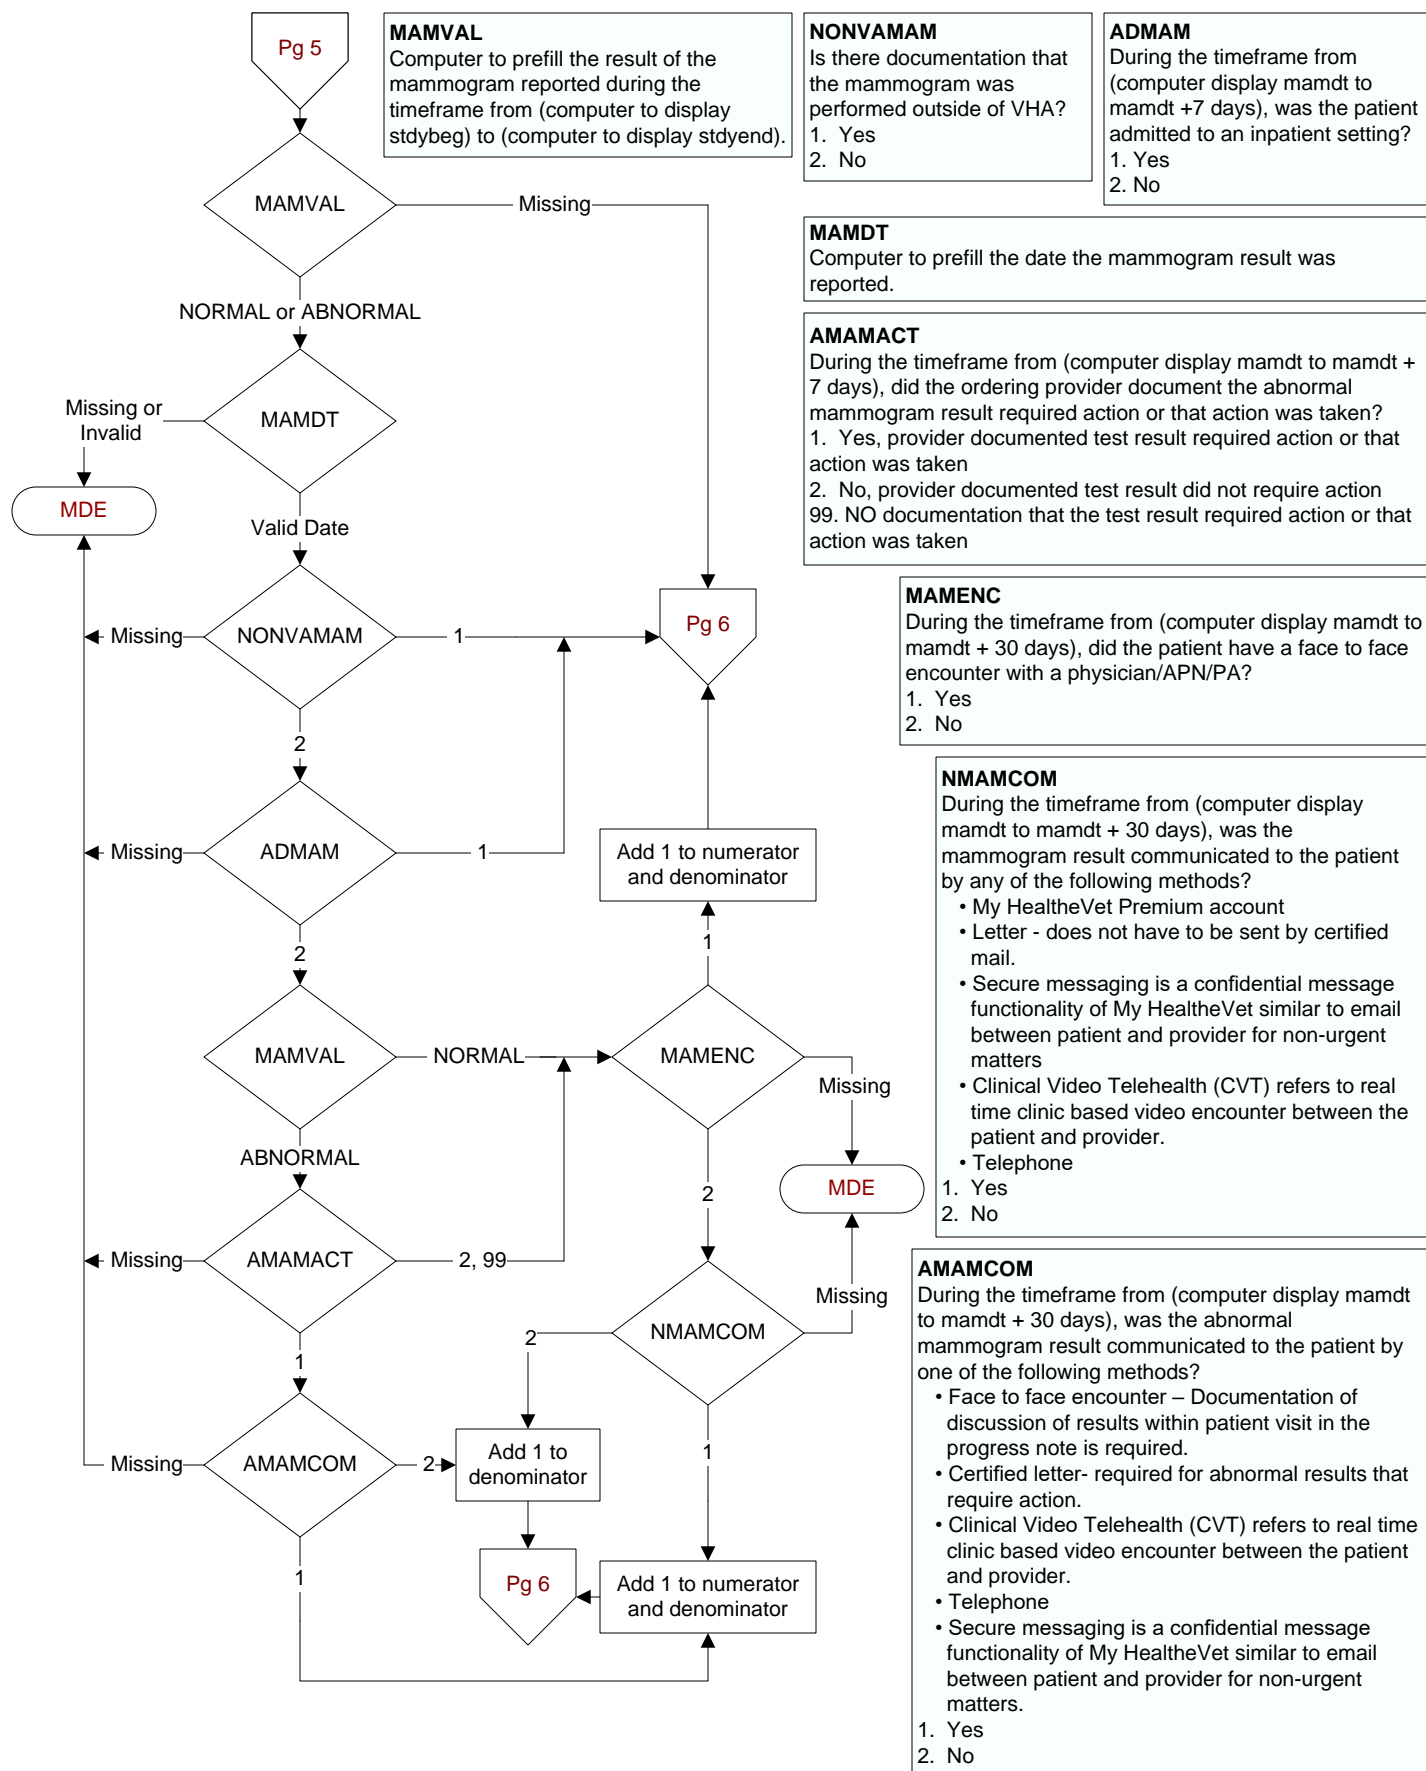 Pg 5
MAMVAL
Computer to prefill the result of the
mammogram reported during the
timeframe from (computer to display
stdybeg) to (computer to display stdyend).
NONVAMAM
Is there documentation that
the mammogram was
performed outside of VHA?
1. Yes
2. No
ADMAM
During the timeframe from
(computer display mamdt to
mamdt +7 days), was the patient
admitted to an inpatient setting?
1. Yes
2. No
MAMVAL
Missing
MAMDT
Computer to prefill the date the mammogram result was
reported.
NORMAL or ABNORMAL
AMAMACT
During the timeframe from (computer display mamdt to mamdt +
7 days), did the ordering provider document the abnormal
mammogram result required action or that action was taken?
1. Yes, provider documented test result required action or that
action was taken
2. No, provider documented test result did not require action
99. NO documentation that the test result required action or that
action was taken
Missing or
Invalid
MAMDT
MDE
Valid Date
MAMENC
During the timeframe from (computer display mamdt to
mamdt + 30 days), did the patient have a face to face
encounter with a physician/APN/PA?
1. Yes
2. No
Missing
NONVAMAM
1
Pg 6
2
NMAMCOM
During the timeframe from (computer display
mamdt to mamdt + 30 days), was the
mammogram result communicated to the patient
by any of the following methods?
• My HealtheVet Premium account
• Letter - does not have to be sent by certified
mail.
• Secure messaging is a confidential message
functionality of My HealtheVet similar to email
between patient and provider for non-urgent
matters
• Clinical Video Telehealth (CVT) refers to real
time clinic based video encounter between the
patient and provider.
• Telephone
1. Yes
2. No
Missing
ADMAM
1
Add 1 to numerator
and denominator
2
1
MAMVAL
NORMAL
MAMENC
Missing
ABNORMAL
2
MDE
Missing
AMAMACT
2, 99
AMAMCOM
During the timeframe from (computer display mamdt
to mamdt + 30 days), was the abnormal
mammogram result communicated to the patient by
one of the following methods?
• Face to face encounter – Documentation of
discussion of results within patient visit in the
progress note is required.
• Certified letter- required for abnormal results that
require action.
• Clinical Video Telehealth (CVT) refers to real time
clinic based video encounter between the patient
and provider.
• Telephone
• Secure messaging is a confidential message
functionality of My HealtheVet similar to email
between patient and provider for non-urgent
matters.
1. Yes
2. No
Missing
2
NMAMCOM
1
1
Missing
AMAMCOM
2
Add 1 to
denominator
1
Pg 6
Add 1 to numerator
and denominator